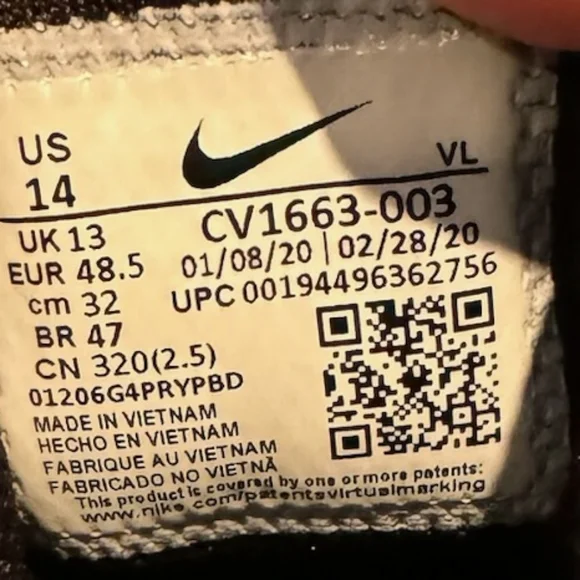 US
14
VL
UK 13
EUR 48.5
cm 32
BR 47
CN 320(2.5)
CV1663-003
01/08/20 | 02/28/20
UPC 00194496362756
01206G4PRYPBD
MADE IN VIETNAM
HECHO EN VIETNAM
FABRIQUE AU VIETNAM
FABRICADO NO VIETNÃ
This product is covered by one or more patents:
www.nike.com/patentsvirtualmarking